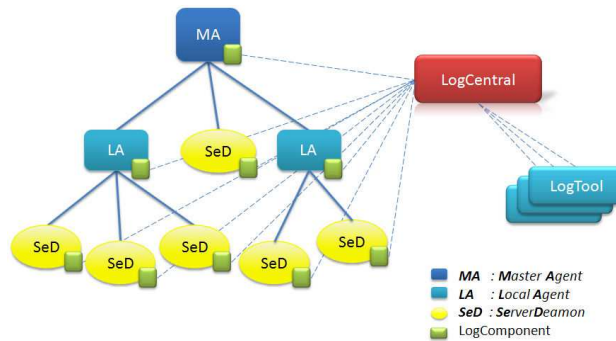 MA
LogCentral
LA
SeD
LA
LogTool
SeD
SeD
SeD
SeD
SeD
MA : Master Agent
LA : Local Agent
SeD : ServerDeamon
LogComponent